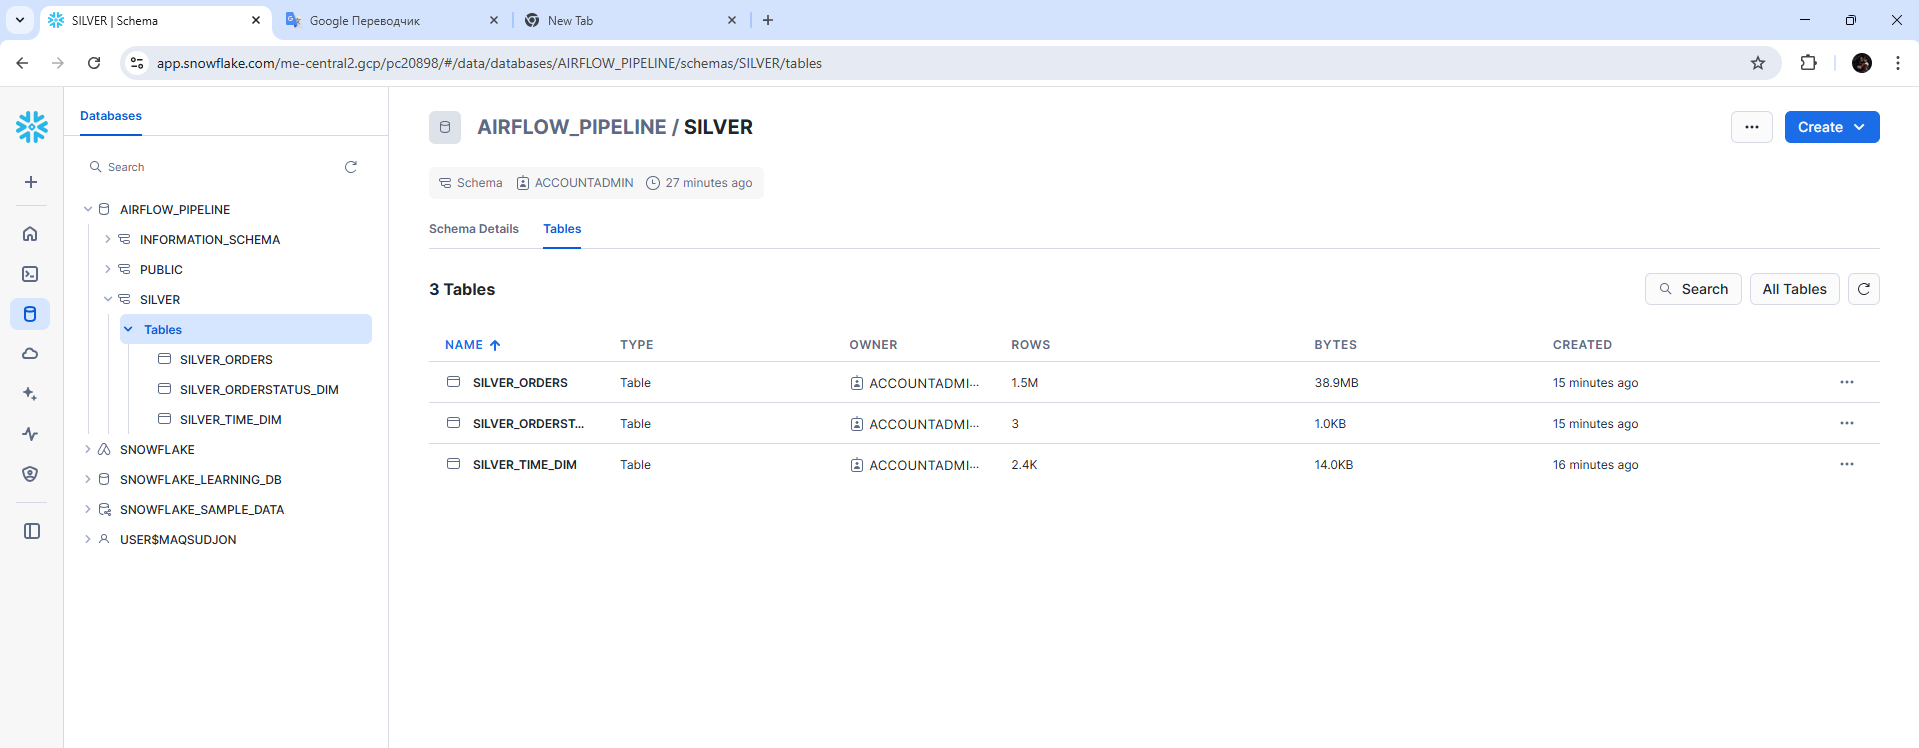 SILVER | Schema
Google Переводчик
New Tab
app.snowflake.com/me-central2.gcp/pc20898/#/data/databases/AIRFLOW_PIPELINE/schemas/SILVER/tables
Databases
Search
AIRFLOW_PIPELINE
INFORMATION_SCHEMA
PUBLIC
SILVER
Tables
SILVER_ORDERS
SILVER_ORDERSTATUS_DIM
SILVER_TIME_DIM
SNOWFLAKE
SNOWFLAKE_LEARNING_DB
SNOWFLAKE_SAMPLE_DATA
USER$MAQSUDJON
AIRFLOW_PIPELINE / SILVER
... Create
Schema ACCOUNTADMIN 27 minutes ago
Schema Details Tables
3 Tables
Search All Tables
NAME TYPE OWNER ROWS BYTES CREATED
SILVER_ORDERS Table ACCOUNTADMI... 1.5M 38.9MB 15 minutes ago ...
SILVER_ORDERST... Table ACCOUNTADMI... 3 1.0KB 15 minutes ago ...
SILVER_TIME_DIM Table ACCOUNTADMI... 2.4K 14.0KB 16 minutes ago ...